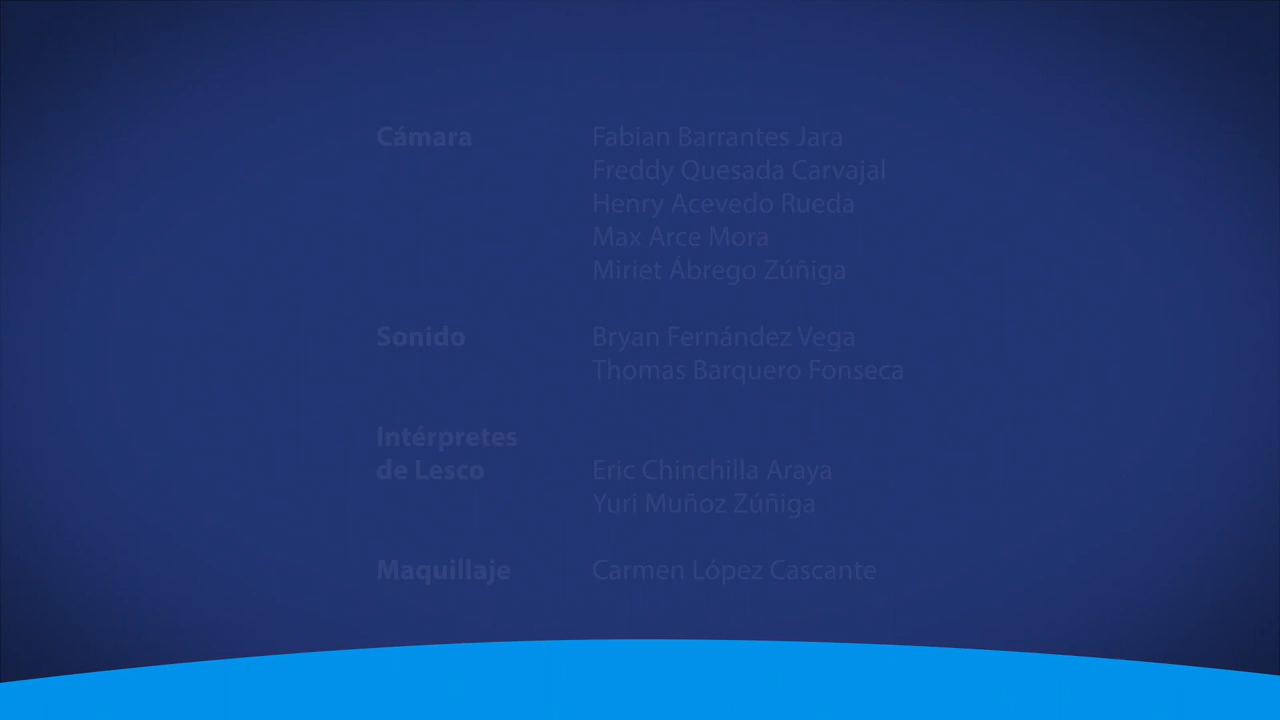 Cámara Fabian Barrantes Jara
Freddy Quesada Carvajal
Henry Acevedo Rueda
Max Arce Mora
Miriet Ábrego Zúñiga
Sonido Bryan Fernández Vega
Thomas Barquero Fonseca
Intérpretes
de Lesco Eric Chinchilla Araya
Yuri Muñoz Zúñiga
Maquillaje Carmen López Cascante